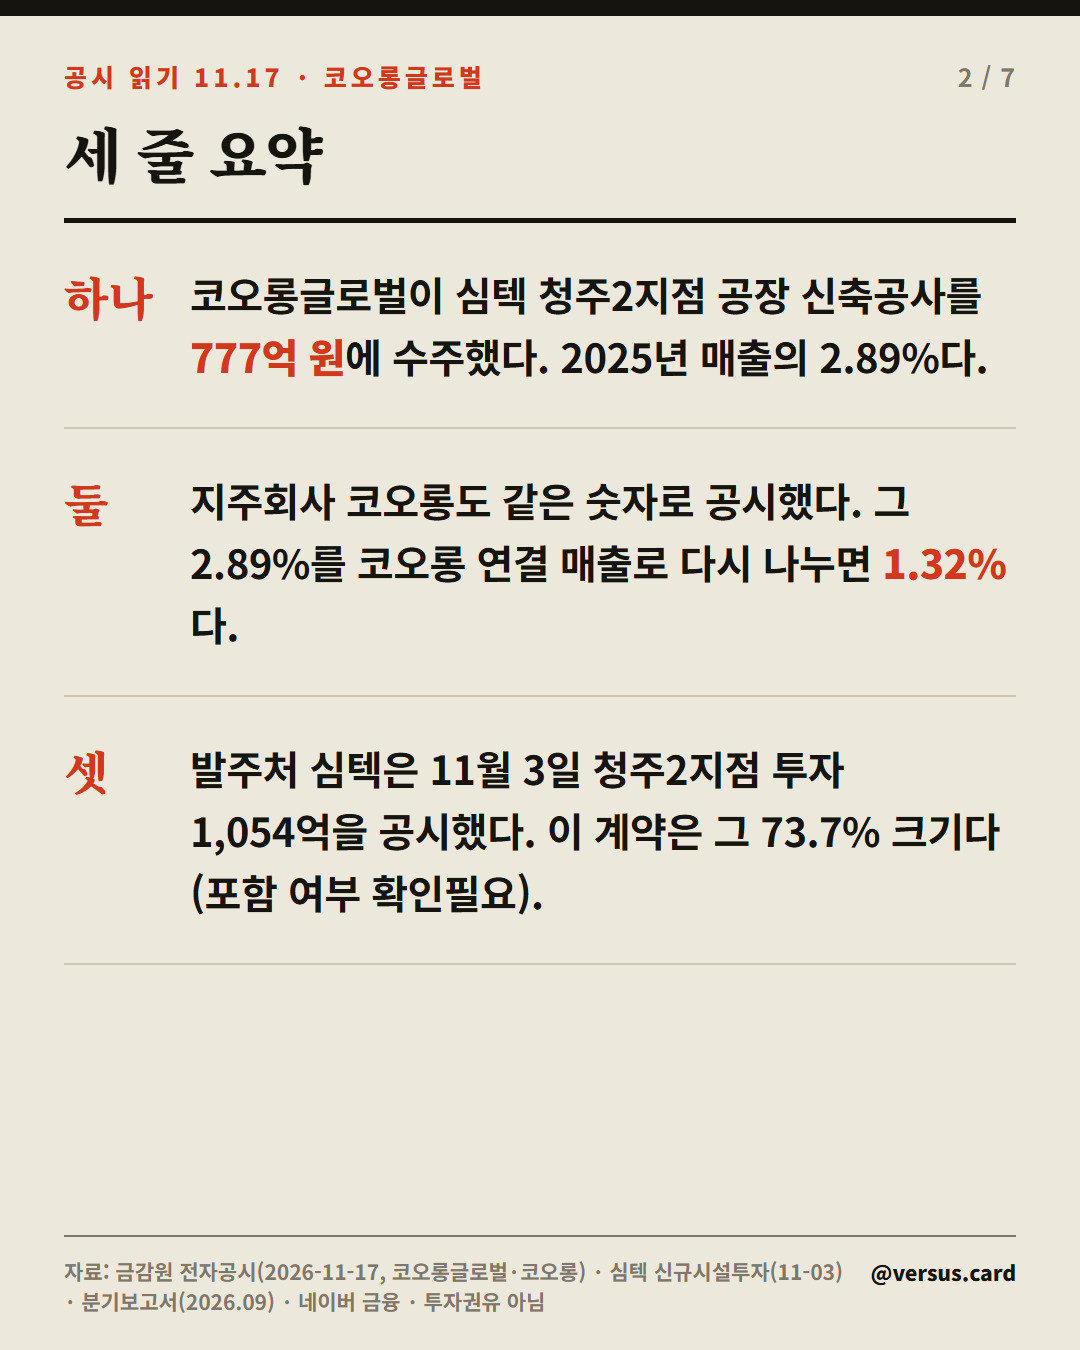 공시 읽기 11.17 · 코오롱글로벌
2 / 7
세 줄 요약
하나
코오롱글로벌이 심텍 청주2지점 공장 신축공사를
777억 원에 수주했다. 2025년 매출의 2.89%다.
둘
지주회사 코오롱도 같은 숫자로 공시했다. 그
2.89%를 코오롱 연결 매출로 다시 나누면 1.32%
다.
셋
발주처 심텍은 11월 3일 청주2지점 투자
1,054억을 공시했다. 이 계약은 그 73.7% 크기다
(포함 여부 확인필요).
자료: 금감원 전자공시(2026-11-17, 코오롱글로벌·코오롱) · 심텍 신규시설투자(11-03)
· 분기보고서(2026.09) · 네이버 금융 · 투자권유 아님
@versus.card